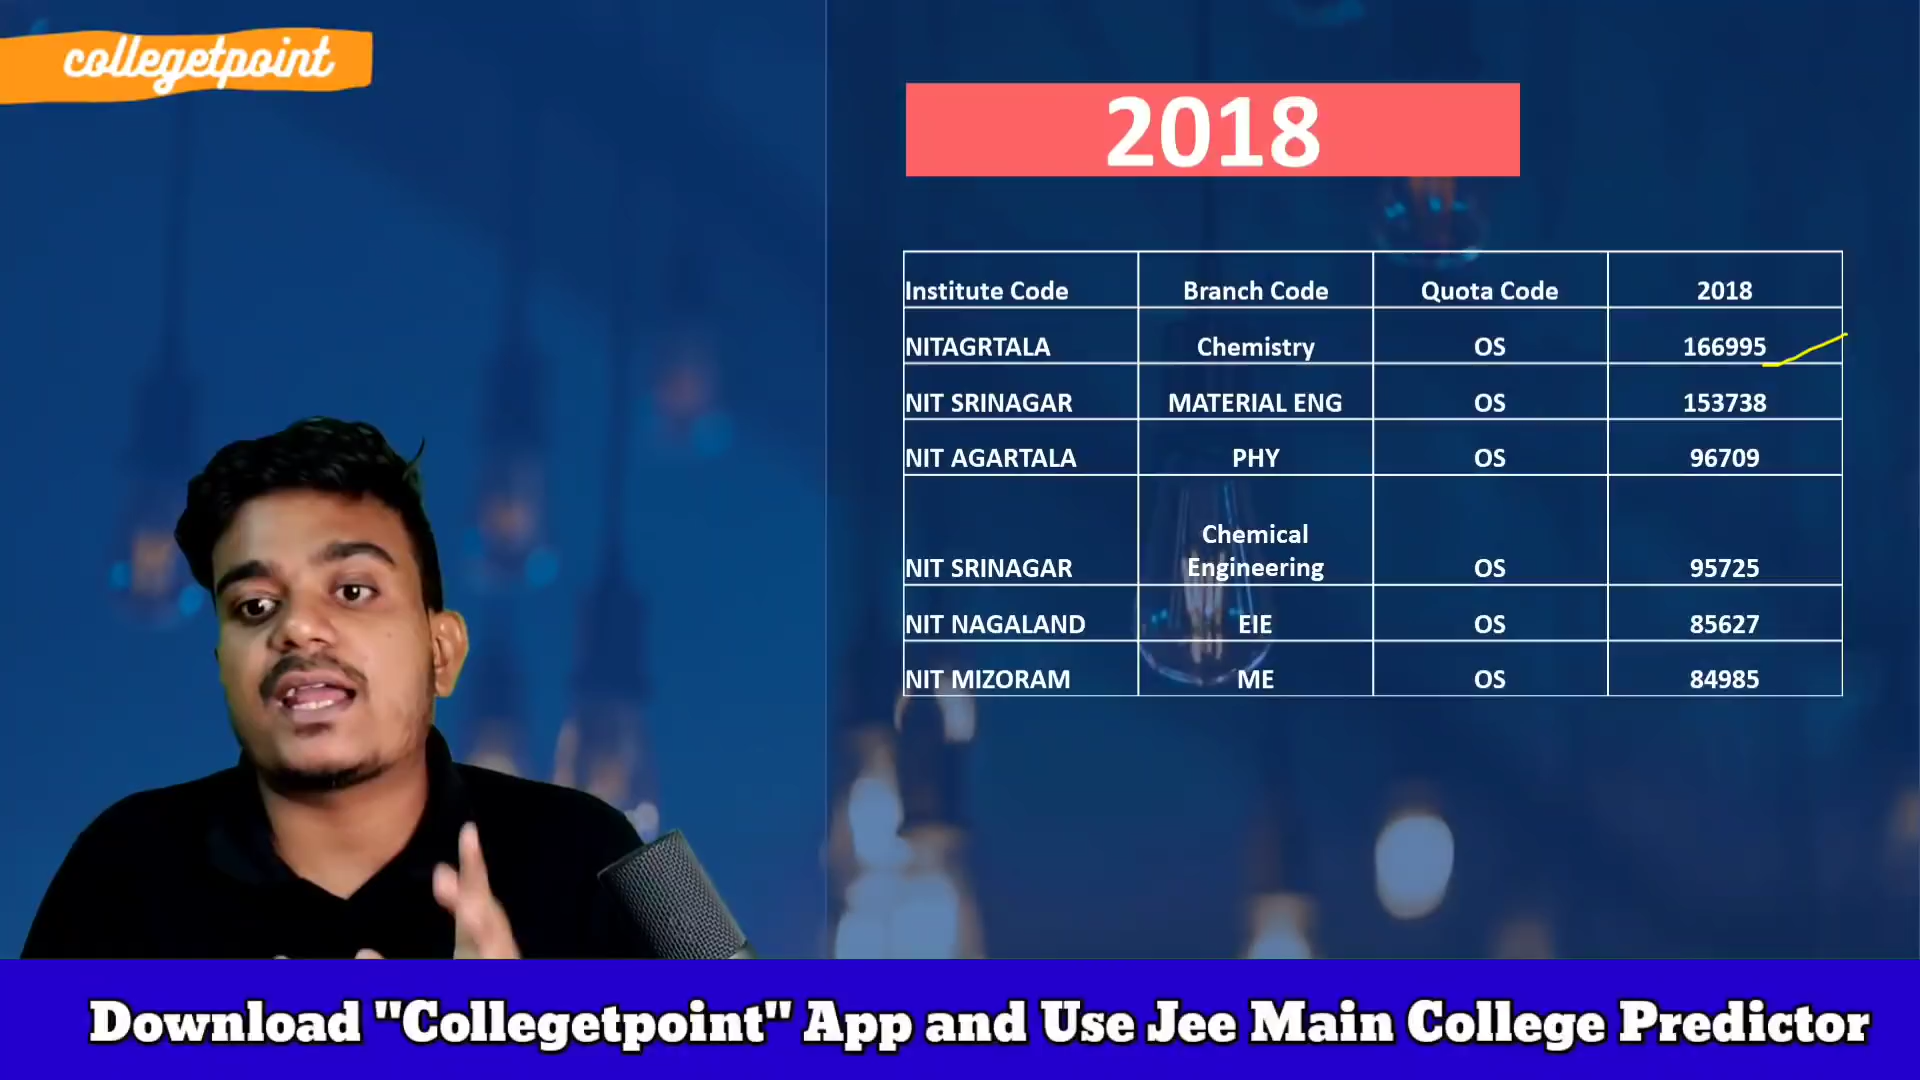 collegetpoint
2018
Institute Code Branch Code Quota Code 2018
NITAGRTALA Chemistry OS 166995
NIT SRINAGAR MATERIAL ENG OS 153738
NIT AGARTALA PHY OS 96709
NIT SRINAGAR Chemical Engineering OS 95725
NIT NAGALAND EIE OS 85627
NIT MIZORAM ME OS 84985
Download "Collegetpoint" App and Use Jee Main College Predictor